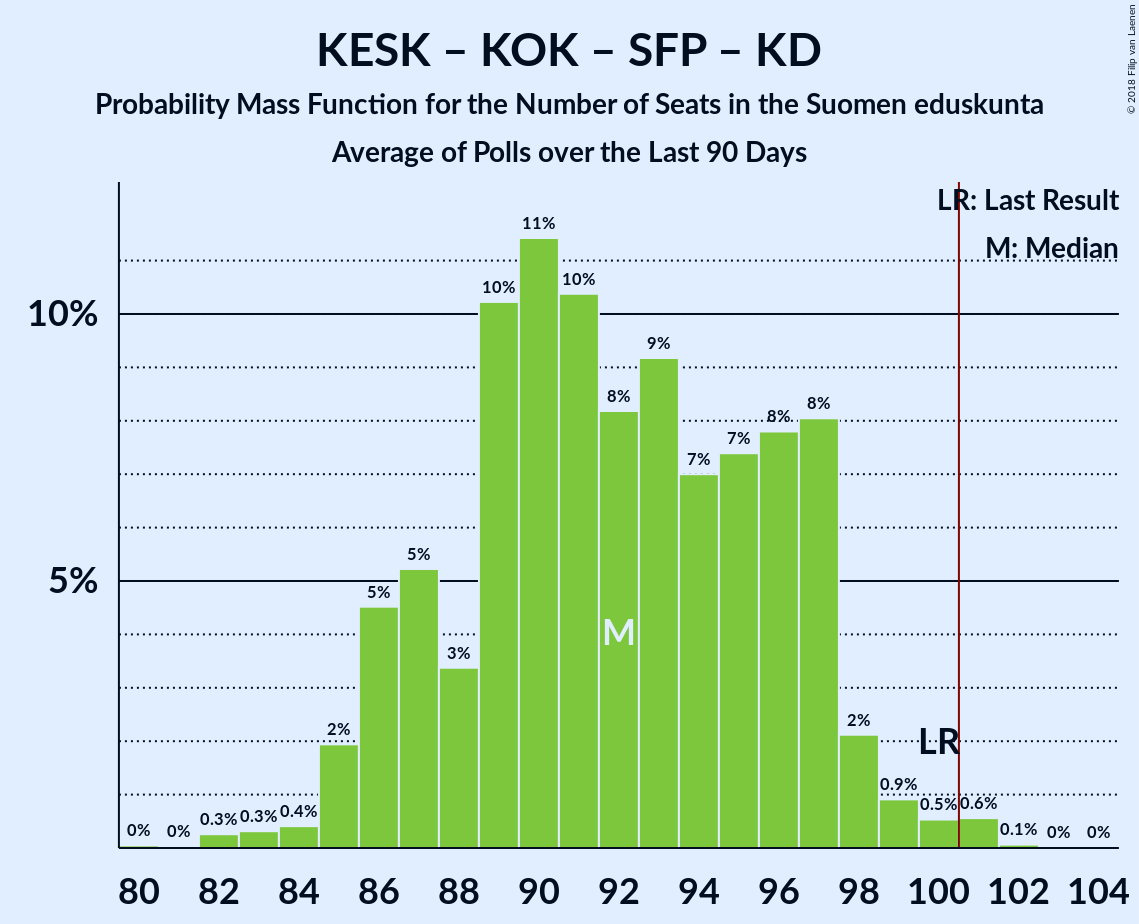 KESK – KOK – SFP – KD
Probability Mass Function for the Number of Seats in the Suomen eduskunta
Average of Polls over the Last 90 Days
© 2018 Filip van Laenen
LR: Last Result
M: Median
10%
5%
0% 0% 0.3% 0.3% 0.4% 2% 5% 5% 3% 10% 11% 10% 8% 9% 7% 7% 8% 8% 2% 0.9% 0.5% 0.6% 0.1% 0% 0%
M
LR
80 82 84 86 88 90 92 94 96 98 100 102 104